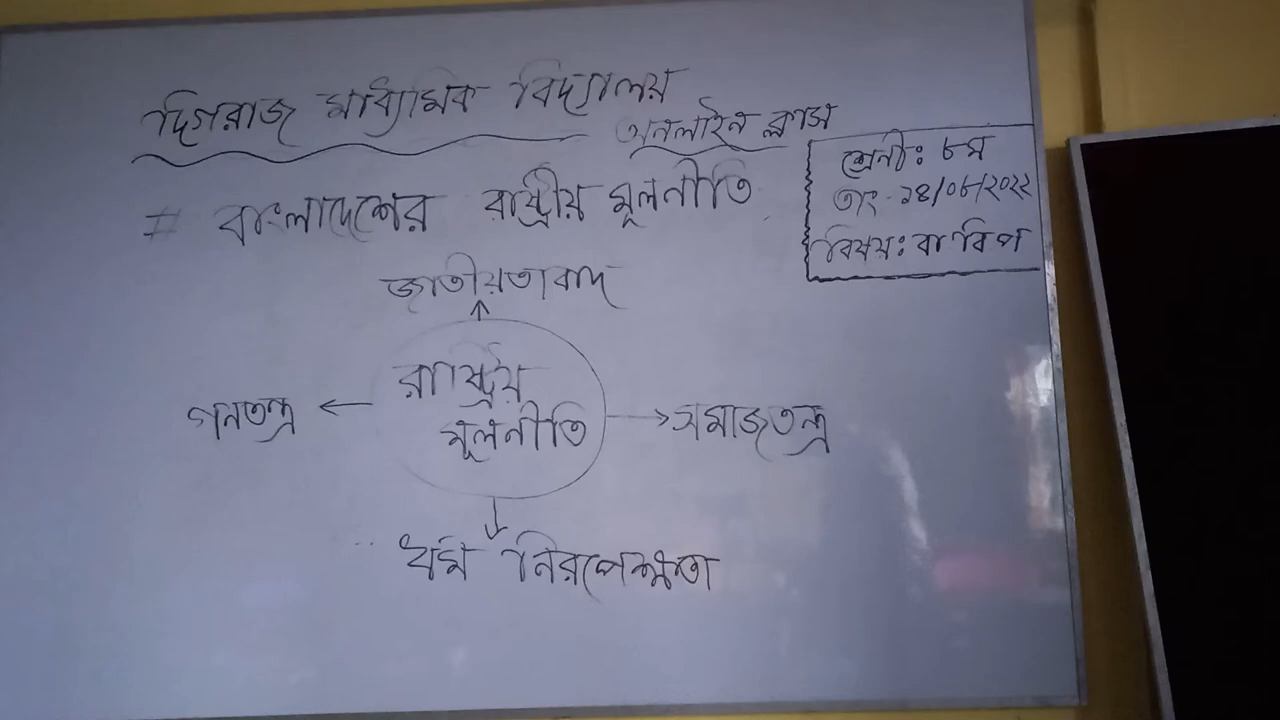 দিগরাজ মাধ্যমিক বিদ্যালয়
অনলাইন ক্লাস
শ্রেনী: ৮ম
তাং - ১৪/০৮/২০২২
বিষয়: বা বি প
# বাংলাদেশের রাষ্ট্রীয় মূলনীতি
জাতীয়তাবাদ
রাষ্ট্রিয়
মূলনীতি
গনতন্ত্র
সমাজতন্ত্র
ধর্ম নিরপেক্ষতা